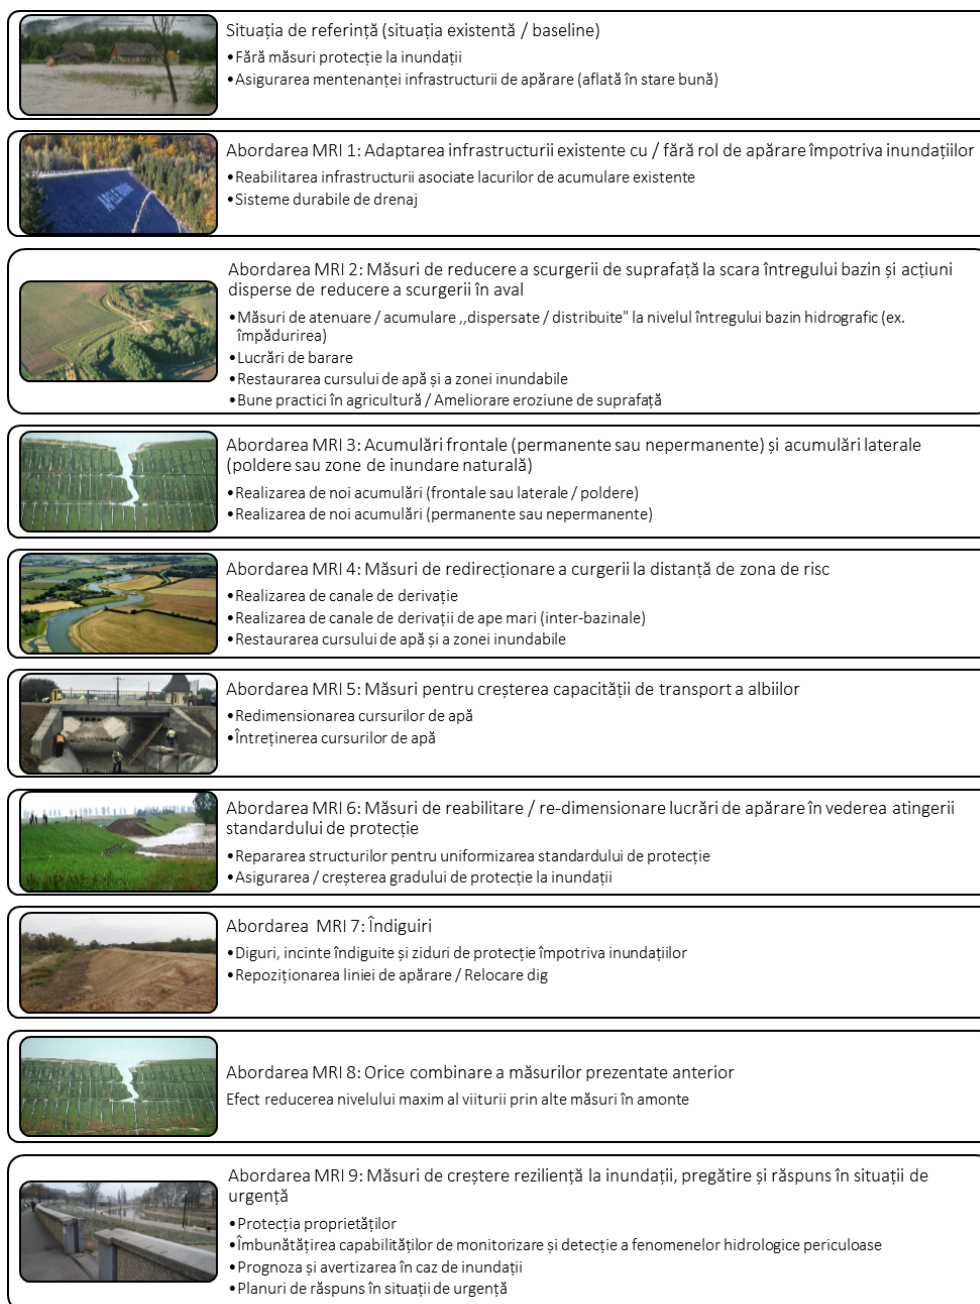 Situația de referință (situația existentă / baseline)
•Fără măsuri protecție la inundații
•Asigurarea mentenanței infrastructurii de apărare (aflată în stare bună)
Abordarea MRI 1: Adaptarea infrastructurii existente cu / fără rol de apărare împotriva inundațiilor
•Reabilitarea infrastructurii asociate lacurilor de acumulare existente
•Sisteme durabile de drenaj
Abordarea MRI 2: Măsuri de reducere a scurgerii de suprafață la scara întregului bazin și acțiuni
disperse de reducere a scurgerii în aval
•Măsuri de atenuare / acumulare ,,dispersate / distribuite" la nivelul întregului bazin hidrografic (ex.
împădurirea)
•Lucrări de barare
•Restaurarea cursului de apă și a zonei inundabile
•Bune practici în agricultură / Ameliorare eroziune de suprafață
Abordarea MRI 3: Acumulări frontale (permanente sau nepermanente) și acumulări laterale
(poldere sau zone de inundare naturală)
•Realizarea de noi acumulări (frontale sau laterale / poldere)
•Realizarea de noi acumulări (permanente sau nepermanente)
Abordarea MRI 4: Măsuri de redirecționare a curgerii la distanță de zona de risc
•Realizarea de canale de derivație
•Realizarea de canale de derivații de ape mari (inter-bazinale)
•Restaurarea cursului de apă și a zonei inundabile
Abordarea MRI 5: Măsuri pentru creșterea capacității de transport a albiilor
•Redimensionarea cursurilor de apă
•Întreținerea cursurilor de apă
Abordarea MRI 6: Măsuri de reabilitare / re-dimensionare lucrări de apărare în vederea atingerii
standardului de protecție
•Repararea structurilor pentru uniformizarea standardului de protecție
•Asigurarea / creșterea gradului de protecție la inundații
Abordarea MRI 7: Îndiguiri
•Diguri, incinte îndiguite și ziduri de protecție împotriva inundațiilor
•Repoziționarea liniei de apărare / Relocare dig
Abordarea MRI 8: Orice combinare a măsurilor prezentate anterior
Efect reducerea nivelului maxim al viiturii prin alte măsuri în amonte
Abordarea MRI 9: Măsuri de creștere reziliență la inundații, pregătire și răspuns în situații de
urgență
•Protecția proprietăților
•Îmbunătățirea capabilităților de monitorizare și detecție a fenomenelor hidrologice periculoase
•Prognoza și avertizarea în caz de inundații
•Planuri de răspuns în situații de urgență